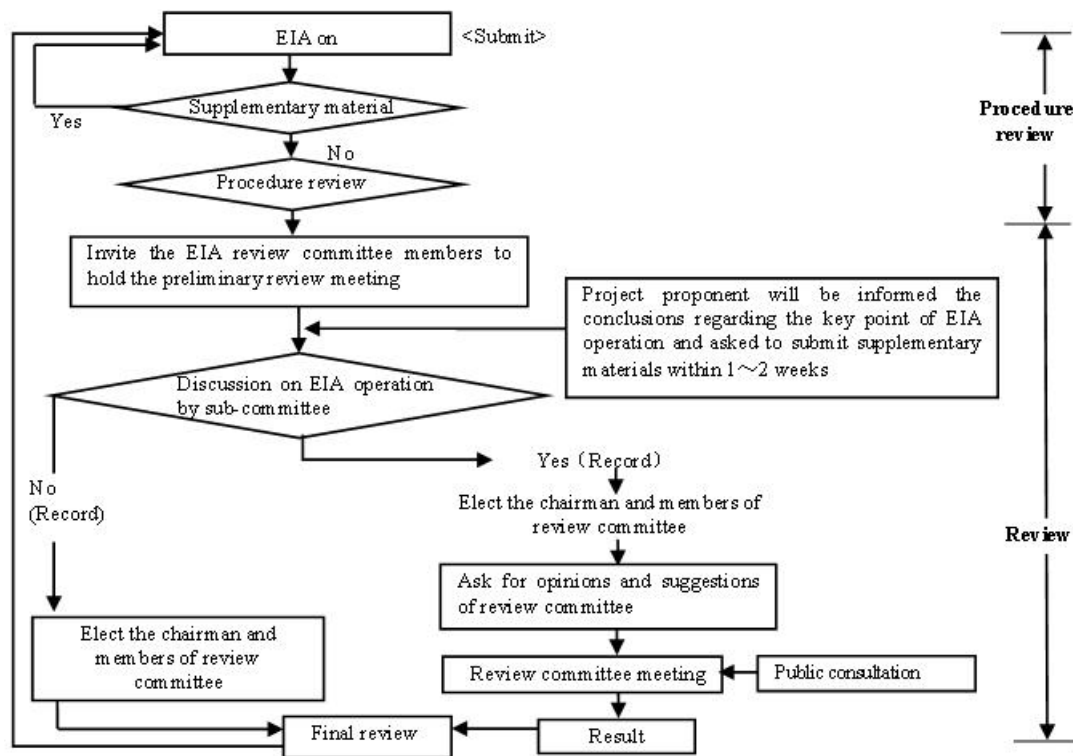 EIA on
<Submit>
Supplementary material
Yes
Procedure
review
No
Procedure review
Invite the EIA review committee members to
hold the preliminary review meeting
Project proponent will be informed the
conclusions regarding the key point of EIA
operation and asked to submit supplementary
materials within 1～2 weeks
Discussion on EIA operation
by sub-committee
Yes (Record)
No
(Record)
Elect the chairman and members of
review committee
Review
Ask for opinions and suggestions
of review committee
Elect the chairman and
members of review
committee
Review committee meeting
Public consultation
Final review
Result